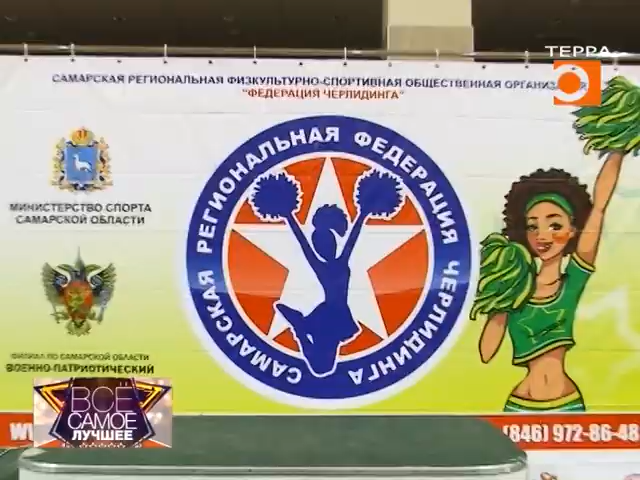 ТЕРРА
САМАРСКАЯ РЕГИОНАЛЬНАЯ ФИЗКУЛЬТУРНО-СПОРТИВНАЯ ОБЩЕСТВЕННАЯ
"ФЕДЕРАЦИЯ ЧЕРЛИДИНГА"
САМАРСКАЯ РЕГИОНАЛЬНАЯ ФЕДЕРАЦИЯ ЧЕРЛИДИНГА
МИНИСТЕРСТВО СПОРТА
САМАРСКОЙ ОБЛАСТИ
ФИЛИАЛ ПО САМАРСКОЙ ОБЛАСТИ
ВОЕННО-ПАТРИОТИЧЕСКИЙ
ВСЁ
САМОЕ
ЛУЧШЕЕ
(846) 972-86-48